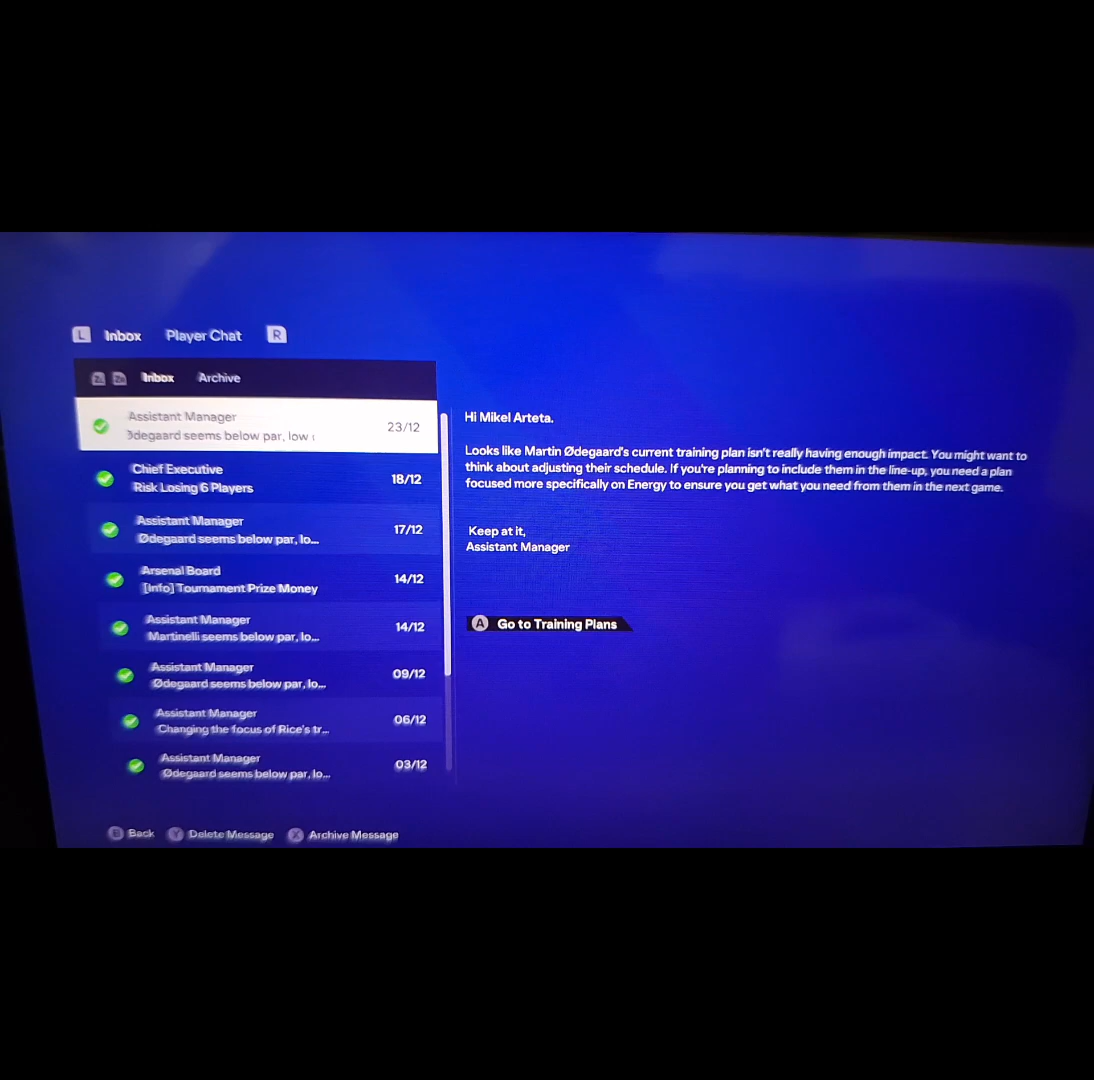 L Inbox Player Chat R
ZL ZR Inbox Archive
Assistant Manager
Ødegaard seems below par, low
23/12
Chief Executive
Risk Losing 6 Players
18/12
Assistant Manager
Ødegaard seems below par, lo...
17/12
Arsenal Board
[Info] Tournament Prize Money
14/12
Assistant Manager
Martinelli seems below par, lo...
14/12
Assistant Manager
Ødegaard seems below par, lo...
09/12
Assistant Manager
Changing the focus of Rice's tr...
06/12
Assistant Manager
Ødegaard seems below par, lo...
03/12
Hi Mikel Arteta.
Looks like Martin Ødegaard's current training plan isn't really having enough impact. You might want to
think about adjusting their schedule. If you're planning to include them in the line-up, you need a plan
focused more specifically on Energy to ensure you get what you need from them in the next game.
Keep at it,
Assistant Manager
A Go to Training Plans
B Back Y Delete Message X Archive Message